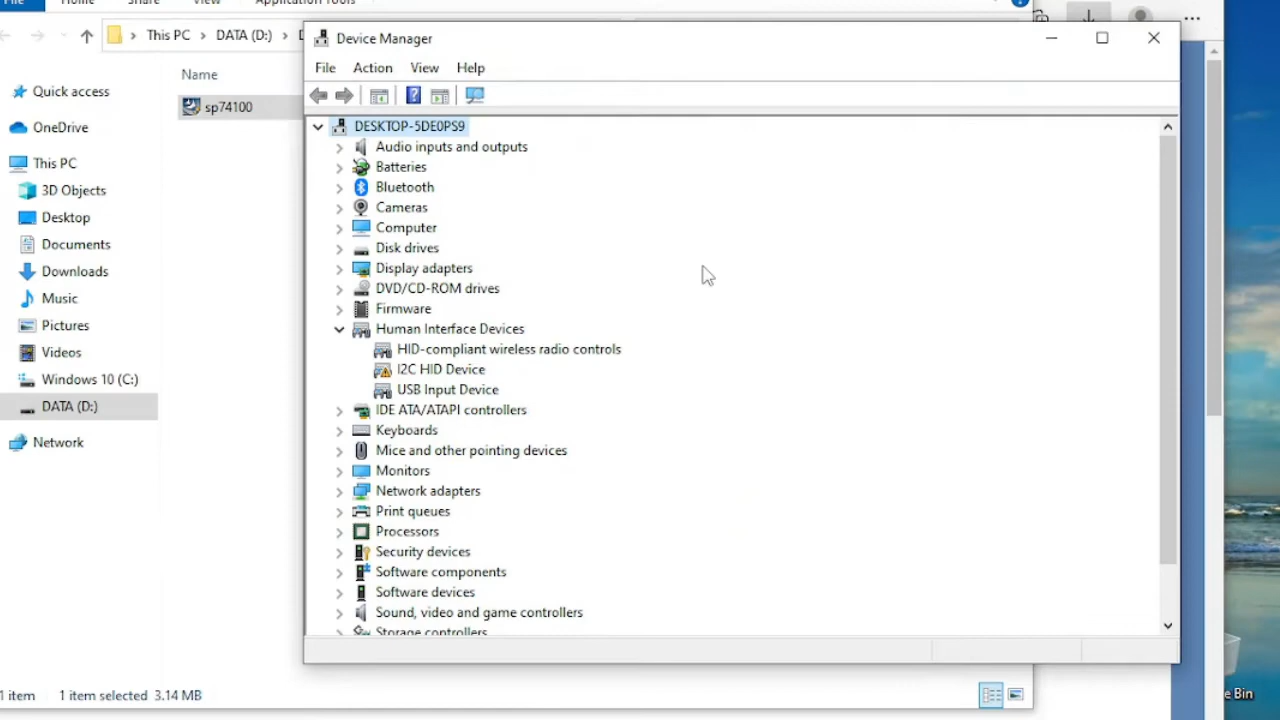 File Home Share View Application Tools
This PC DATA (D:)
Quick access
OneDrive
This PC
3D Objects
Desktop
Documents
Downloads
Music
Pictures
Videos
Windows 10 (C:)
DATA (D:)
Network
Name
sp74100
1 item 1 item selected 3.14 MB
Device Manager
File Action View Help
DESKTOP-5DE0PS9
Audio inputs and outputs
Batteries
Bluetooth
Cameras
Computer
Disk drives
Display adapters
DVD/CD-ROM drives
Firmware
Human Interface Devices
HID-compliant wireless radio controls
I2C HID Device
USB Input Device
IDE ATA/ATAPI controllers
Keyboards
Mice and other pointing devices
Monitors
Network adapters
Print queues
Processors
Security devices
Software components
Software devices
Sound, video and game controllers
Storage controllers
e Bin